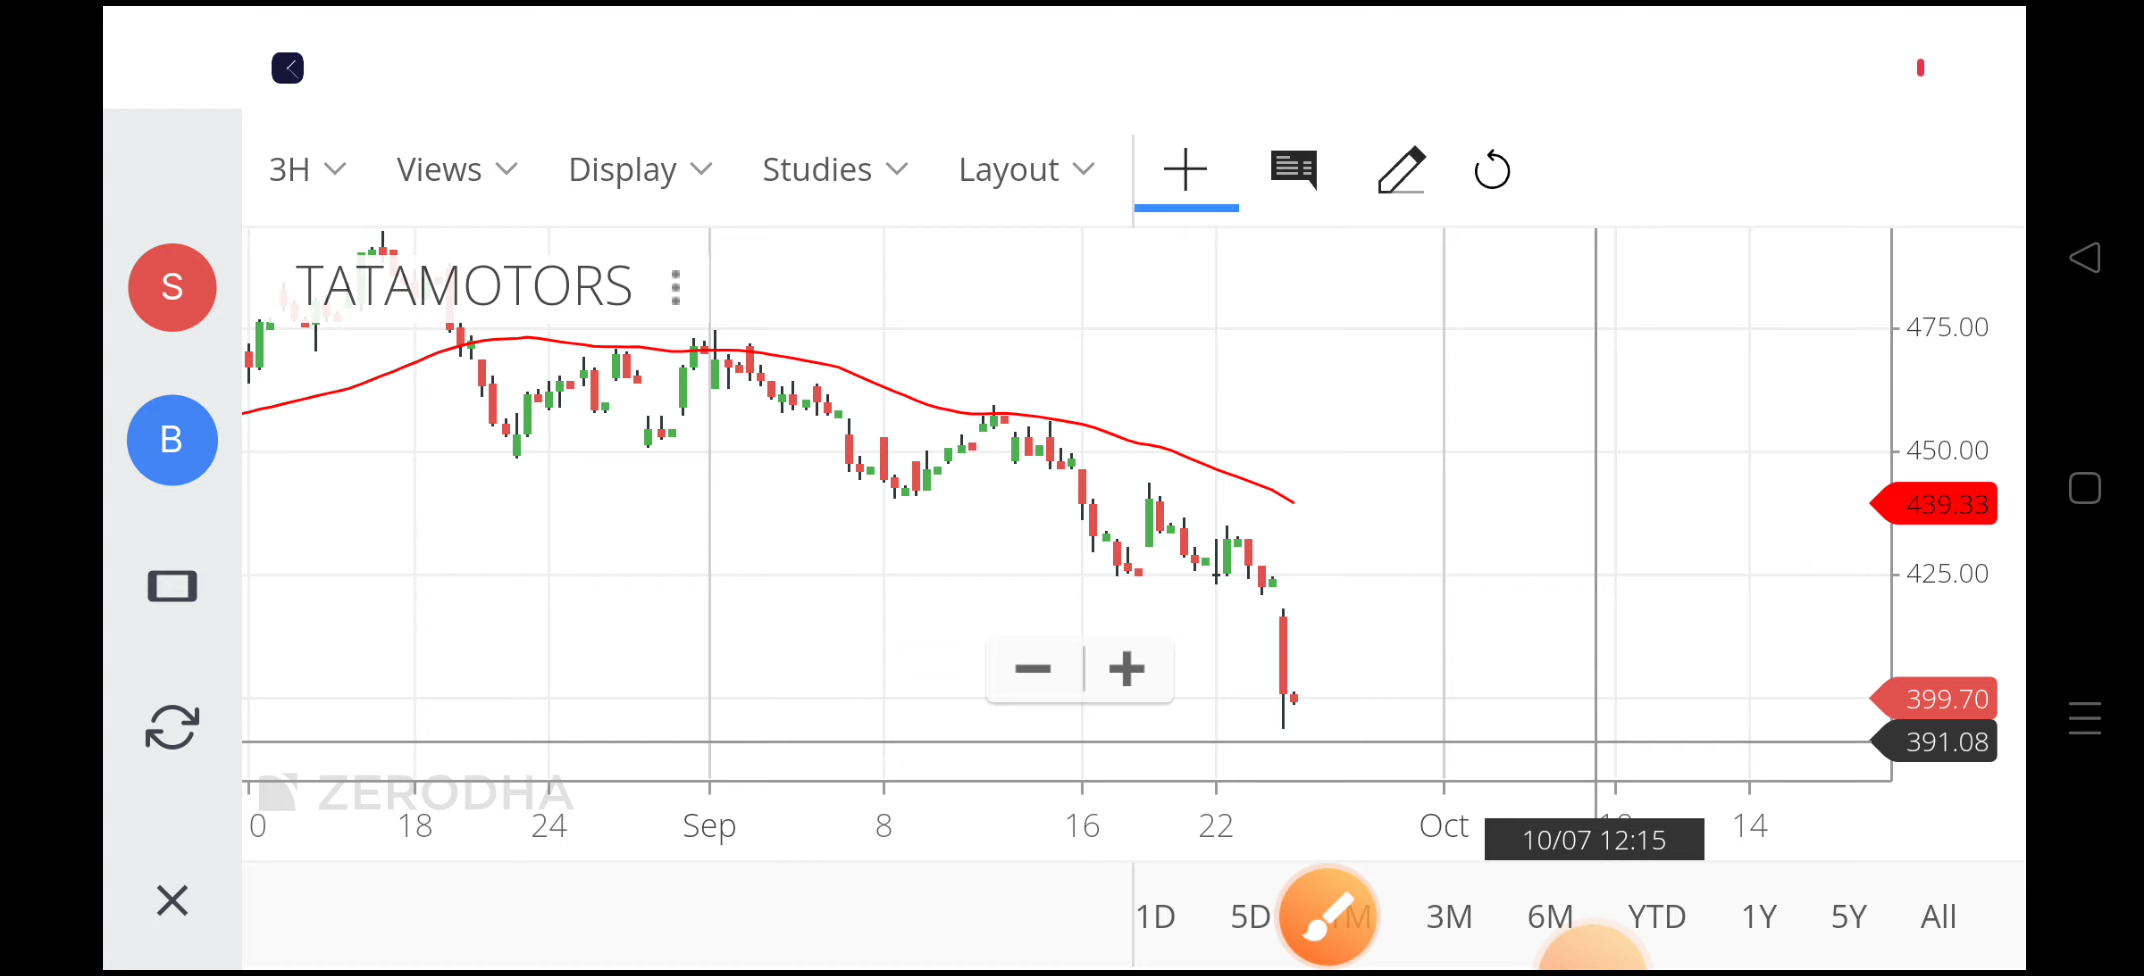 3H Views Display Studies Layout
S
TATAMOTORS
475.00
B
450.00
439.33
425.00
399.70
391.08
ZERODHA
0 18 24 Sep 8 16 22 Oct 14
10/07 12:15
1D 5D 3M 6M YTD 1Y 5Y All